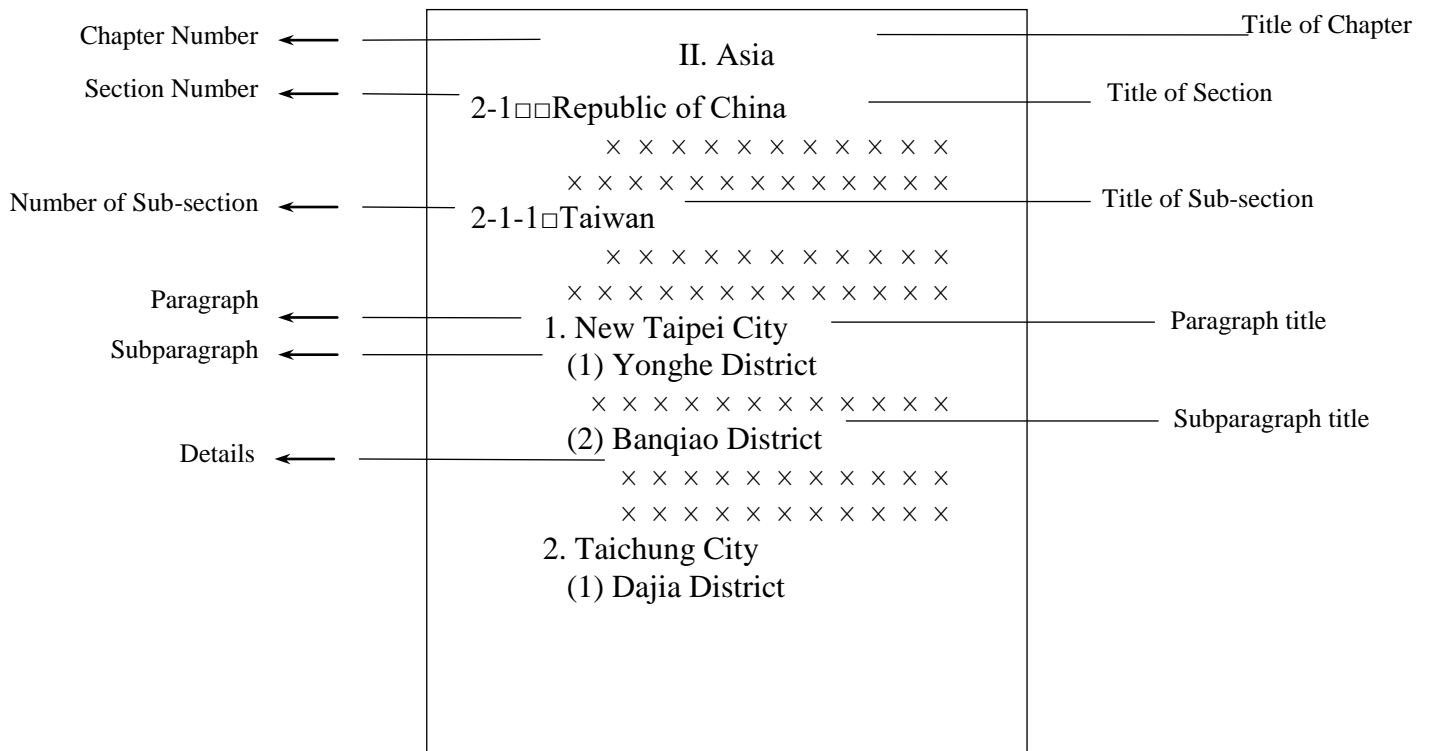 Title of Chapter
Chapter Number
II. Asia
Section Number
Title of Section
2-1□□Republic of China
× × × × × × × × × × ×
× × × × × × × × × × × ×
Number of Sub-section
Title of Sub-section
2-1-1□Taiwan
× × × × × × × × × × ×
× × × × × × × × × × × ×
Paragraph
1. New Taipei City
Paragraph title
Subparagraph
(1) Yonghe District
× × × × × × × × × × × ×
Subparagraph title
(2) Banqiao District
Details
× × × × × × × × × × ×
× × × × × × × × × × ×
2. Taichung City
(1) Dajia District